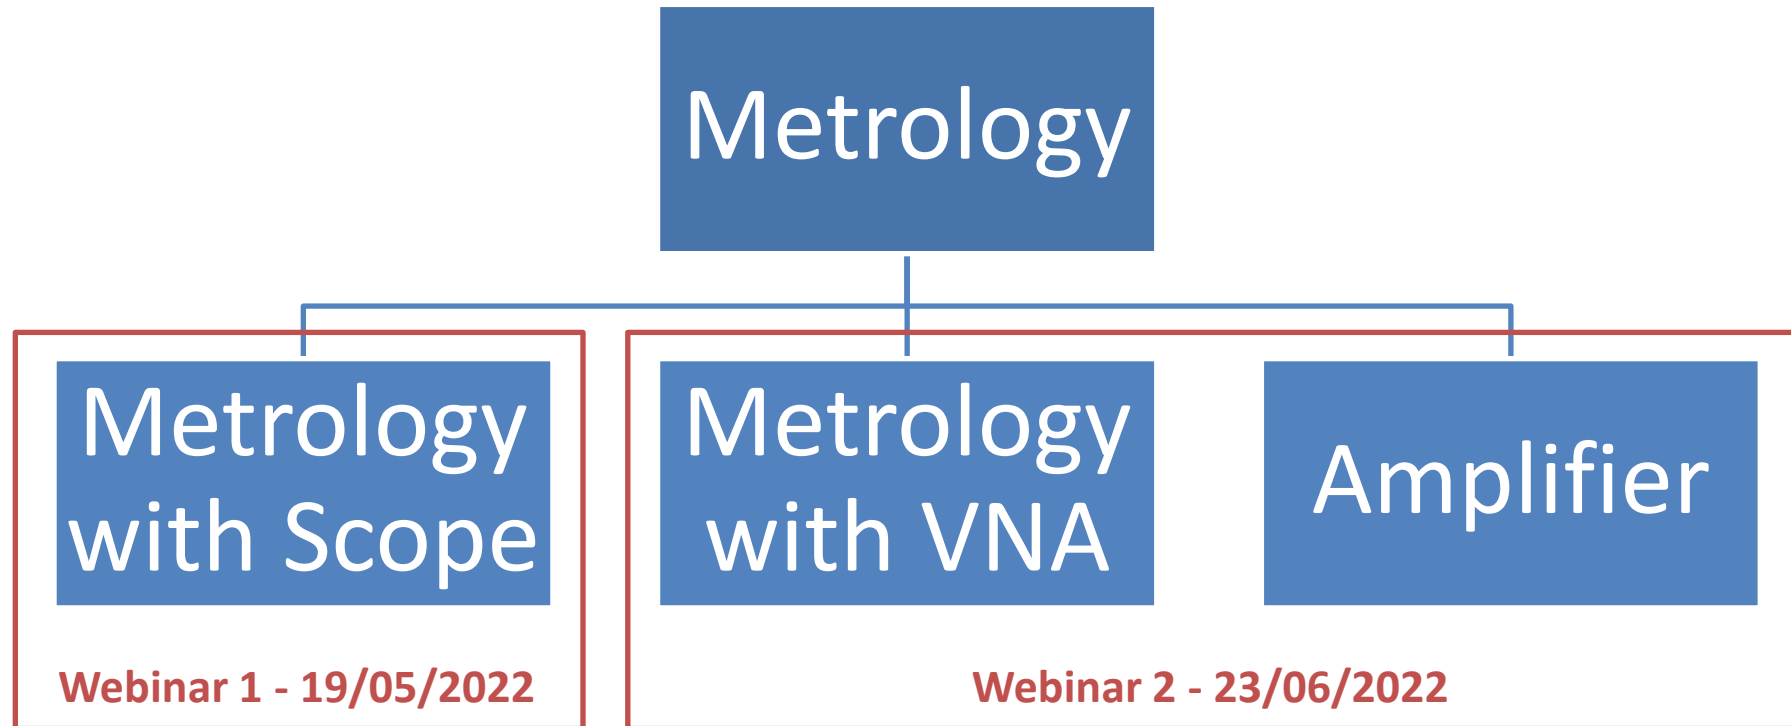 Metrology
Metrology
with Scope
Metrology
with VNA
Amplifier
Webinar 1 - 19/05/2022
Webinar 2 - 23/06/2022